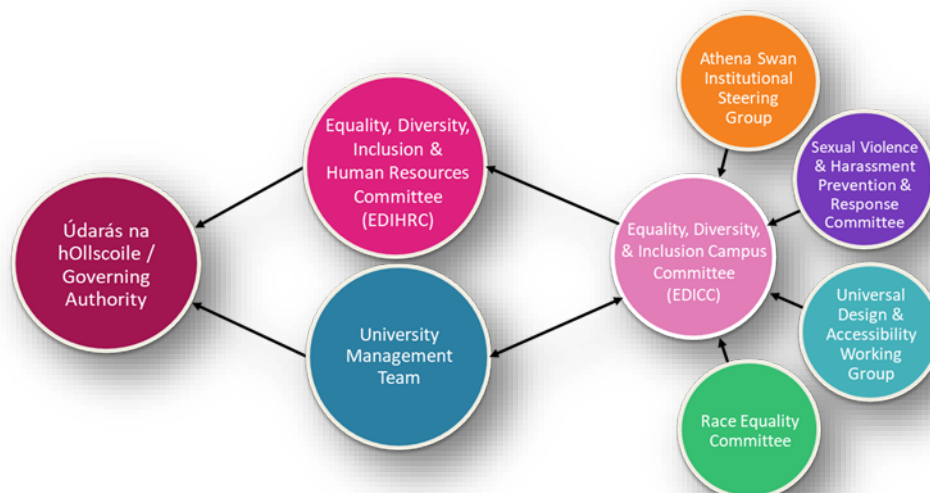 Údarás na
hOllscoile /
Governing
Authority
Equality, Diversity,
Inclusion &
Human Resources
Committee
(EDIHRC)
University
Management
Team
Equality, Diversity,
& Inclusion Campus
Committee
(EDICC)
Athena Swan
Institutional
Steering
Group
Sexual Violence
& Harassment
Prevention &
Response
Committee
Universal
Design &
Accessibility
Working
Group
Race Equality
Committee